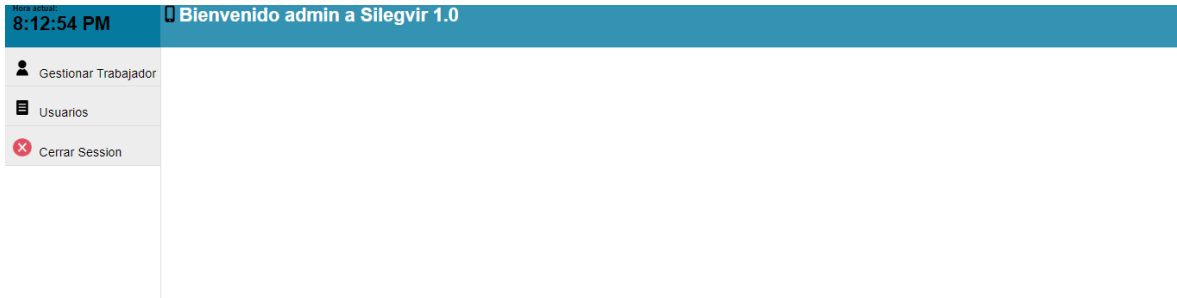 Hora actual:
8:12:54 PM
Bienvenido admin a Silegvir 1.0
Gestionar Trabajador
Usuarios
Cerrar Session